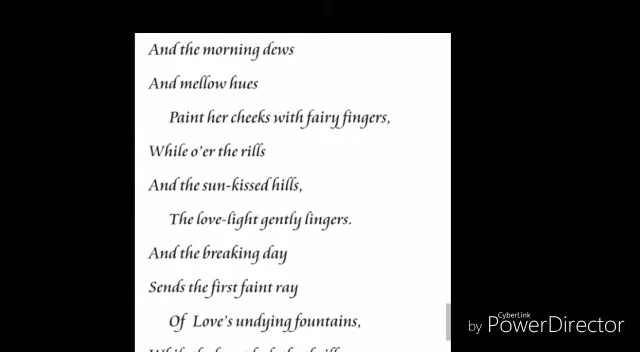 And the morning dews
And mellow hues
Paint her cheeks with fairy fingers,
While o'er the rills
And the sun-kissed hills,
The love-light gently lingers.
And the breaking day
Sends the first faint ray
Of Love's undying fountains,
by CyberLink PowerDirector